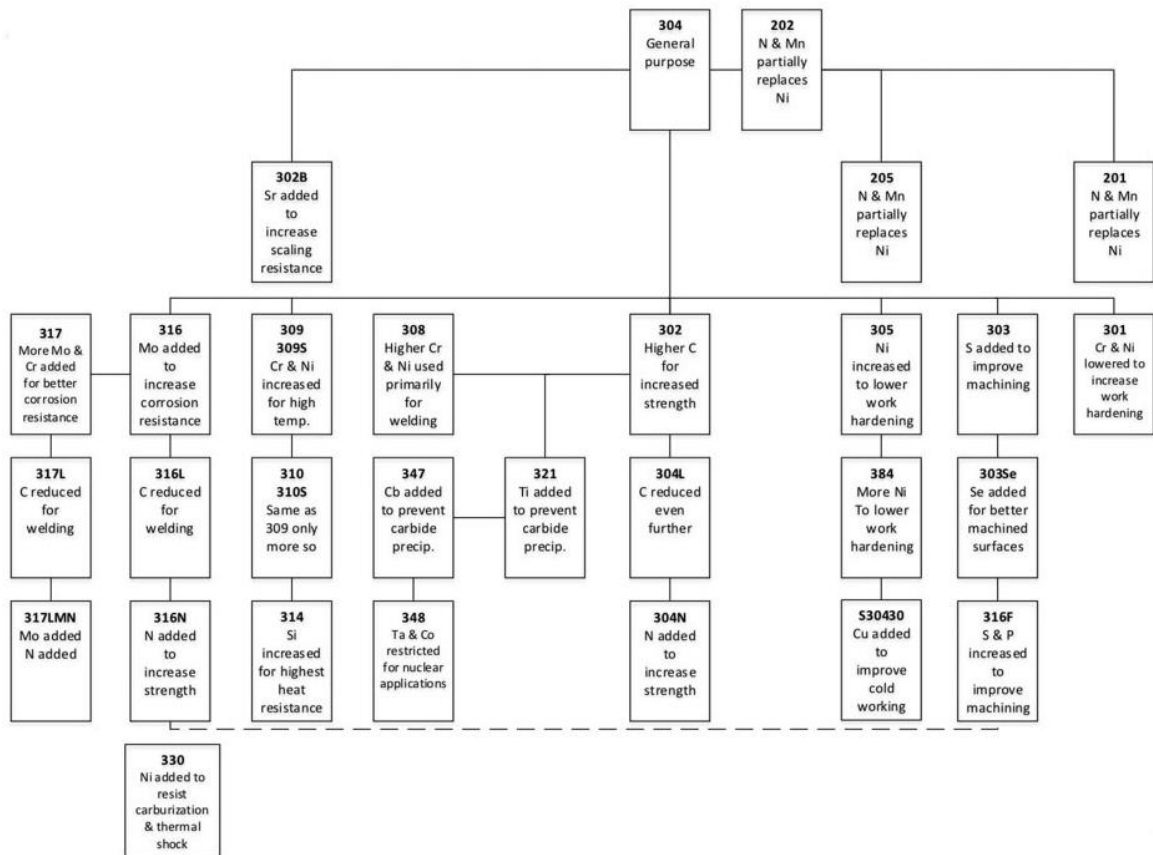 304
General
purpose
202
N & Mn
partially
replaces
Ni
302B
Sr added
to
increase
scaling
resistance
205
N & Mn
partially
replaces
Ni
201
N & Mn
partially
replaces
Ni
317
More Mo &
Cr added
for better
corrosion
resistance
316
Mo added
to
increase
corrosion
resistance
309
309S
Cr & Ni
increased
for high
temp.
308
Higher Cr
& Ni used
primarily
for
welding
302
Higher C
for
increased
strength
305
Ni
increased
to lower
work
hardening
303
S added to
improve
machining
301
Cr & Ni
lowered to
increase
work
hardening
317L
C reduced
for
welding
316L
C reduced
for
welding
310
310S
Same as
309 only
more so
347
Cb added
to prevent
carbide
precip.
321
Ti added
to prevent
carbide
precip.
304L
C reduced
even
further
384
More Ni
To lower
work
hardening
303Se
Se added
for better
machined
surfaces
317LMN
Mo added
N added
316N
N added
to
increase
strength
314
Si
increased
for highest
heat
resistance
348
Ta & Co
restricted
for nuclear
applications
304N
N added
to
increase
strength
S30430
Cu added
to
improve
cold
working
316F
S & P
increased
to
improve
machining
330
Ni added to
resist
carburization
& thermal
shock